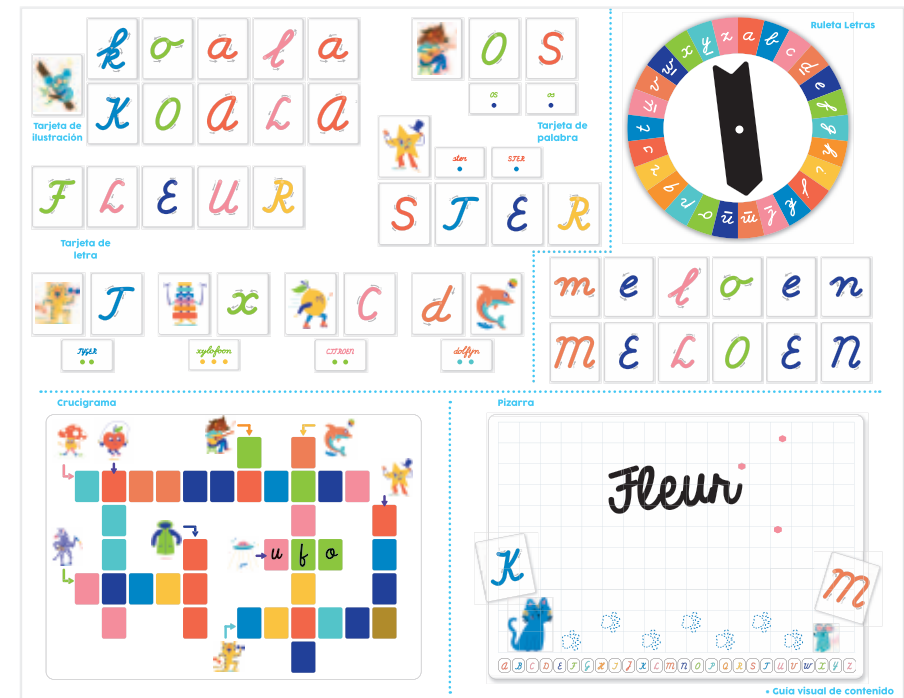 k o a l a
K O A L A
Tarjeta de
ilustración
O S
OS os
Tarjeta de
palabra
ster STER
S T E R
F L E U R
Tarjeta de
letra
T x C d
TIJGER xylofoon CITROEN dolfijn
Ruleta Letras
m e l o e n
M E L O E N
Crucigrama
u f o
Pizarra
Fleur
K
M
A B C D E F G H I J K L M N O P Q R S T U V W X Y Z
• Guía visual de contenido